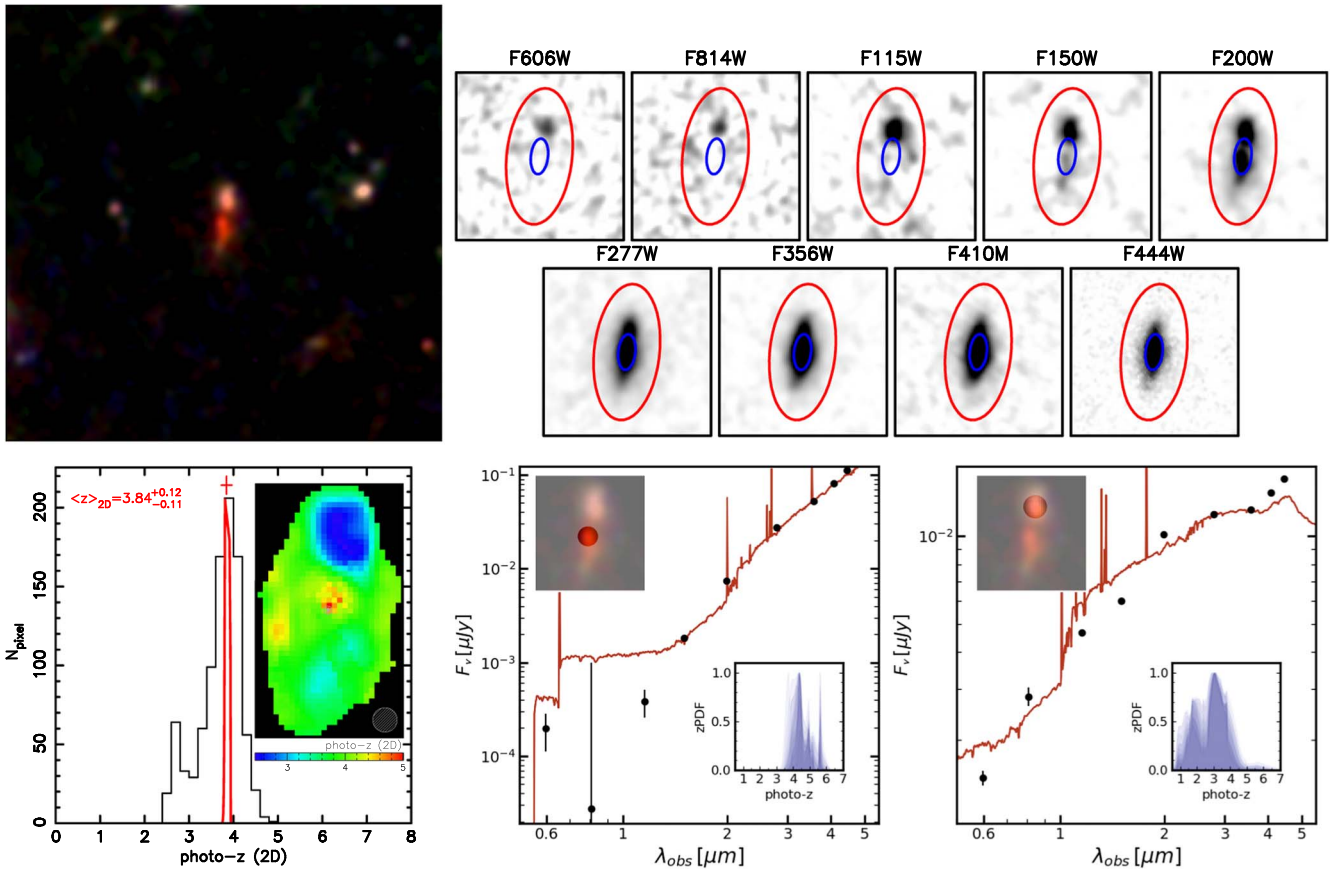 F606W F814W F115W F150W F200W
F277W F356W F410M F444W
<z>2D=3.84+0.12−0.11
200
150
100
50
0
Npixel
photo−z (2D)
3 4 5
0 1 2 3 4 5 6 7 8
photo−z (2D)
10−1
10−2
10−3
10−4
Fν [μJy]
1.0
0.5
0.0
zPDF
1 2 3 4 5 6 7
photo-z
0.6 1 2 3 4 5
λobs [μm]
10−2
Fν [μJy]
1.0
0.5
0.0
zPDF
1 2 3 4 5 6 7
photo-z
0.6 1 2 3 4 5
λobs [μm]